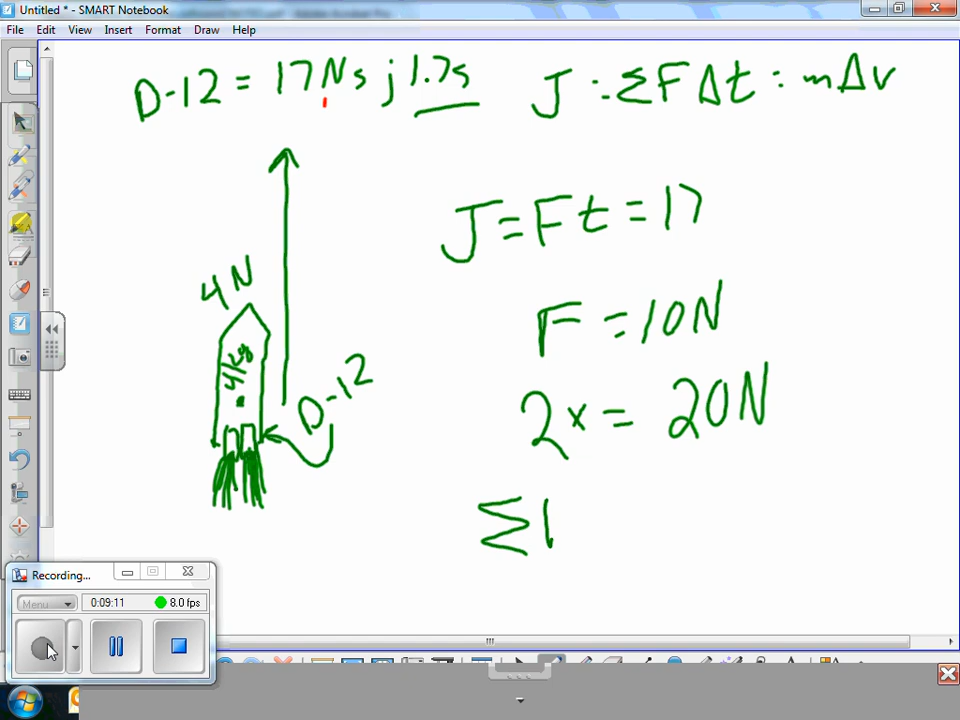 Untitled * - SMART Notebook
File Edit View Insert Format Draw Help
D-12 = 17Ns j 1.7s
J = ΣFΔt = mΔv
J = Ft = 17
4N
F = 10N
.4kg
D-12
2x = 20N
Σ
Recording...
Menu
0:09:11
8.0 fps